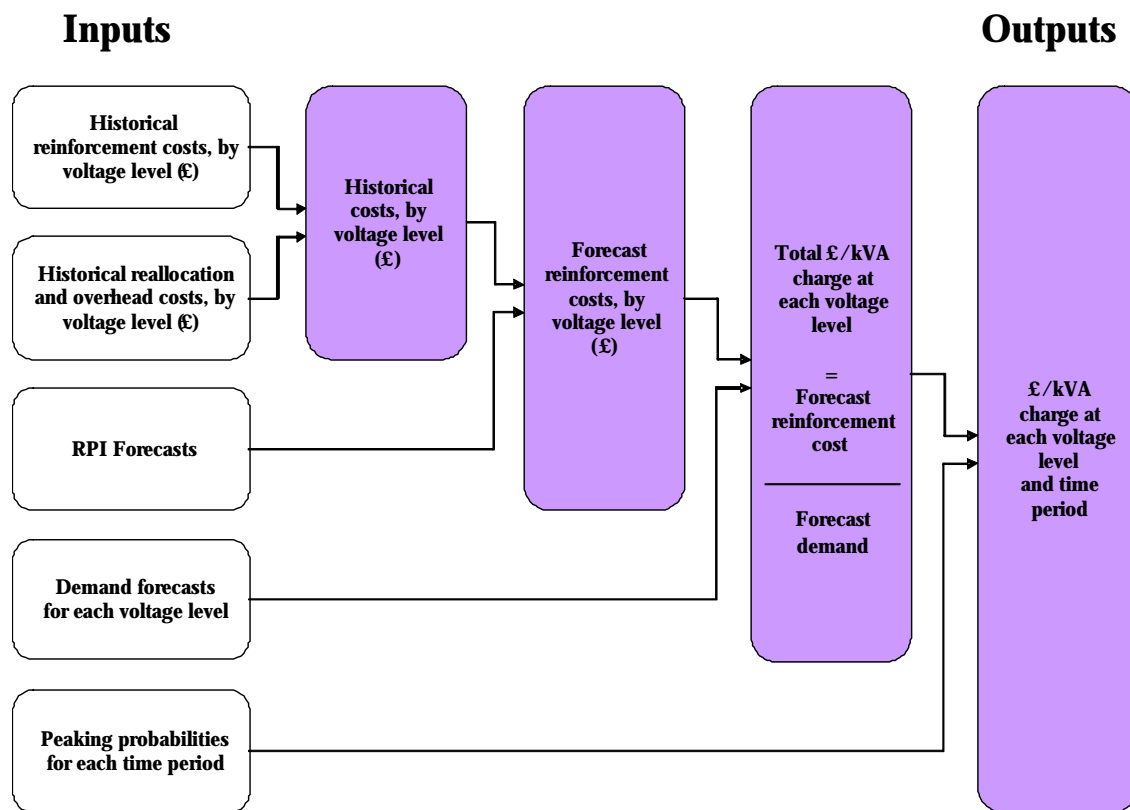 Inputs
Outputs
Historical
reinforcement costs, by
voltage level (£)
Historical reallocation
and overhead costs, by
voltage level (£)
RPI Forecasts
Demand forecasts
for each voltage level
Peaking probabilities
for each time period
Historical
costs, by
voltage level
(£)
Forecast
reinforcement
costs, by
voltage level
(£)
Total £/kVA
charge at
each voltage
level
=
Forecast
reinforcement
cost
Forecast
demand
£/kVA
charge at
each voltage
level
and time
period